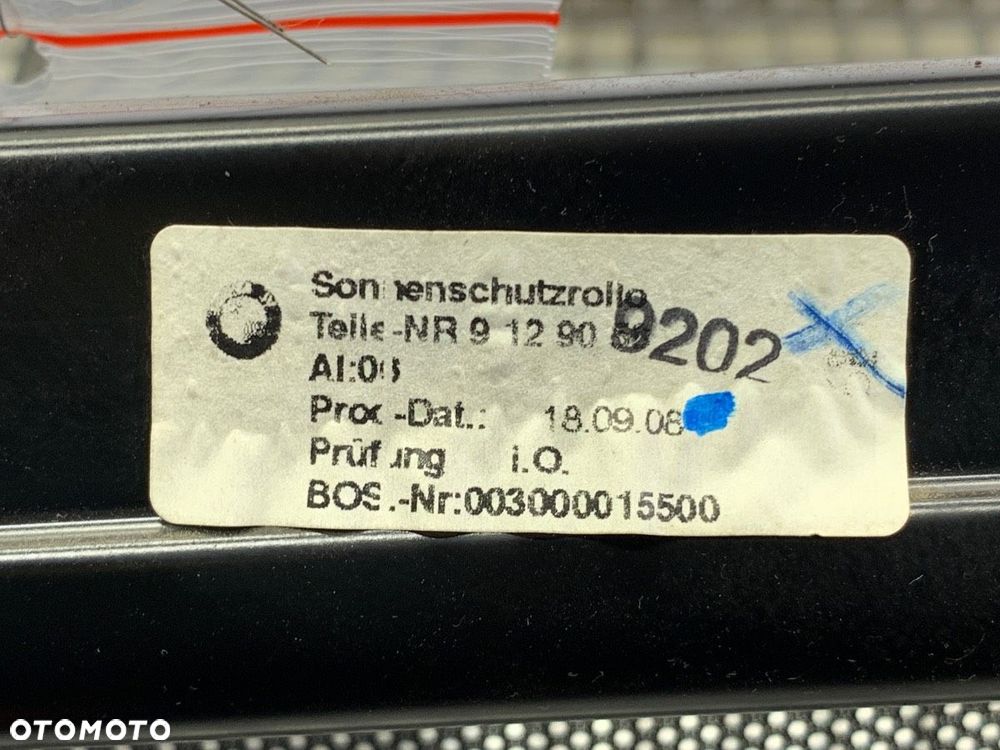 Sonnenschutzrollo
Teile-NR 9 12 90
9202
AI:06
Prod.-Dat.: 18.09.08
Prüfung i.O.
BOS.-Nr:003000015500
OTOMOTO